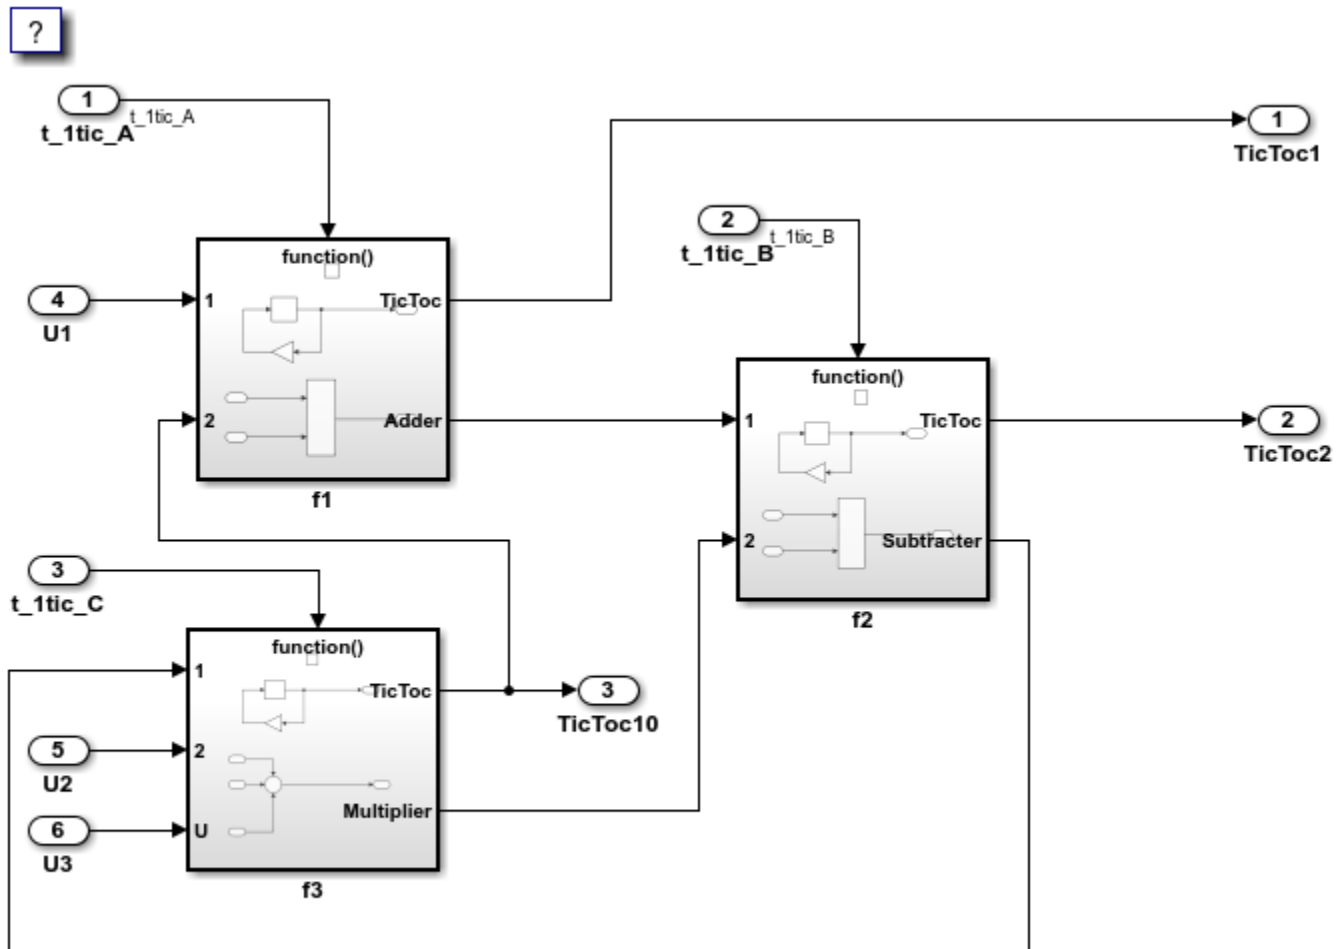 ?
1
t_1tic_A
t_1tic_A
1
TicToc1
2
t_1tic_B
t_1tic_B
function()
4
U1
1
TicToc
2
Adder
f1
function()
1
TicToc
2
TicToc2
2
Subtracter
f2
3
t_1tic_C
function()
1
TicToc
3
TicToc10
5
U2
2
6
U3
U
Multiplier
f3